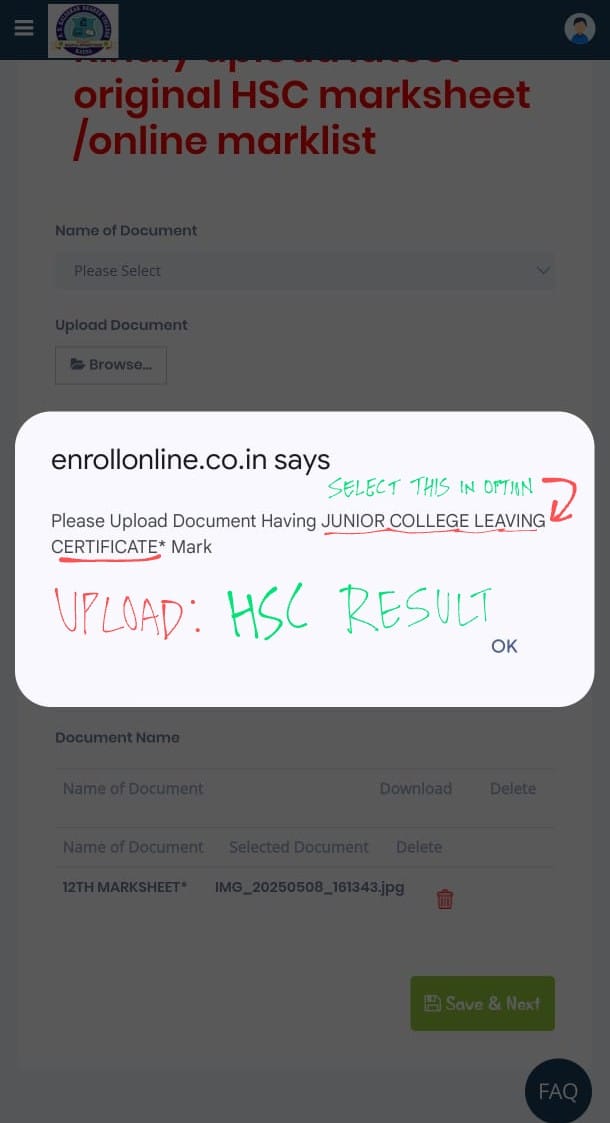 original HSC marksheet
/online marklist
Name of Document
Please Select
Upload Document
Browse...
enrollonline.co.in says
SELECT THIS IN OPTION
Please Upload Document Having JUNIOR COLLEGE LEAVING
CERTIFICATE* Mark
UPLOAD: HSC RESULT
OK
Document Name
Name of Document Download Delete
Name of Document Selected Document Delete
12TH MARKSHEET* IMG_20250508_161343.jpg
Save & Next
FAQ